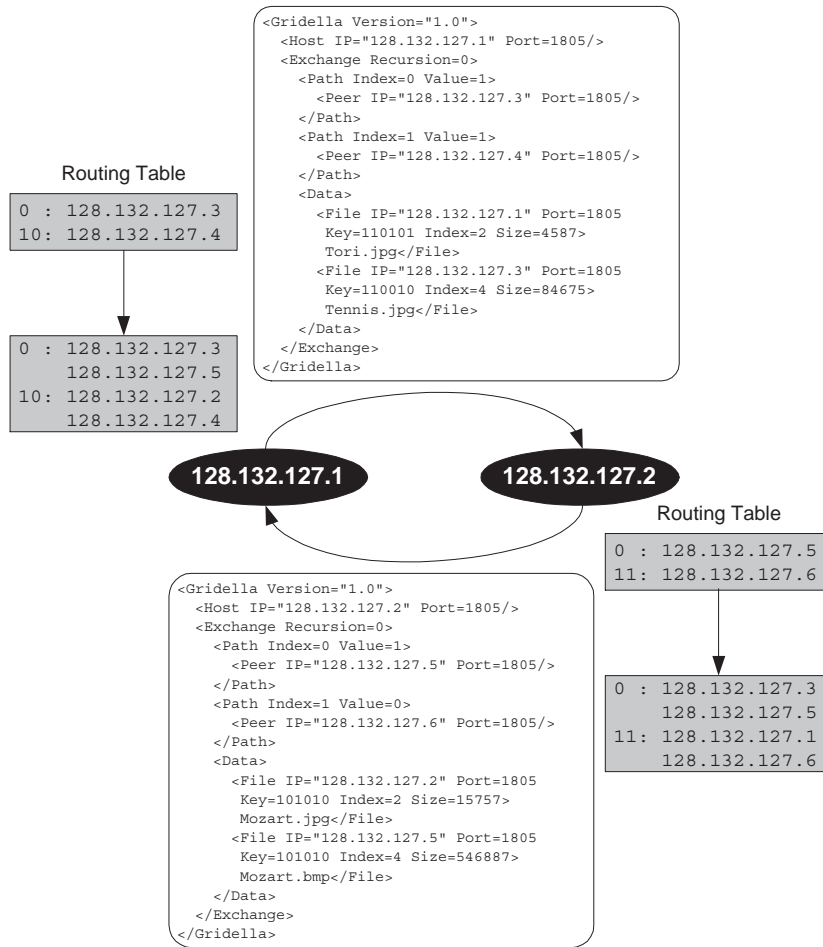 <Gridella Version="1.0">
<Host IP="128.132.127.1" Port=1805/>
<Exchange Recursion=0>
<Path Index=0 Value=1>
<Peer IP="128.132.127.3" Port=1805/>
</Path>
<Path Index=1 Value=1>
<Peer IP="128.132.127.4" Port=1805/>
</Path>
<Data>
<File IP="128.132.127.1" Port=1805
Key=110101 Index=2 Size=4587>
Tori.jpg</File>
<File IP="128.132.127.3" Port=1805
Key=110010 Index=4 Size=84675>
Tennis.jpg</File>
</Data>
</Exchange>
</Gridella>
Routing Table
0 : 128.132.127.3
10: 128.132.127.4
0 : 128.132.127.3
128.132.127.5
10: 128.132.127.2
128.132.127.4
128.132.127.1
128.132.127.2
Routing Table
0 : 128.132.127.5
11: 128.132.127.6
0 : 128.132.127.3
128.132.127.5
11: 128.132.127.1
128.132.127.6
<Gridella Version="1.0">
<Host IP="128.132.127.2" Port=1805/>
<Exchange Recursion=0>
<Path Index=0 Value=1>
<Peer IP="128.132.127.5" Port=1805/>
</Path>
<Path Index=1 Value=0>
<Peer IP="128.132.127.6" Port=1805/>
</Path>
<Data>
<File IP="128.132.127.2" Port=1805
Key=101010 Index=2 Size=15757>
Mozart.jpg</File>
<File IP="128.132.127.5" Port=1805
Key=101010 Index=4 Size=546887>
Mozart.bmp</File>
</Data>
</Exchange>
</Gridella>